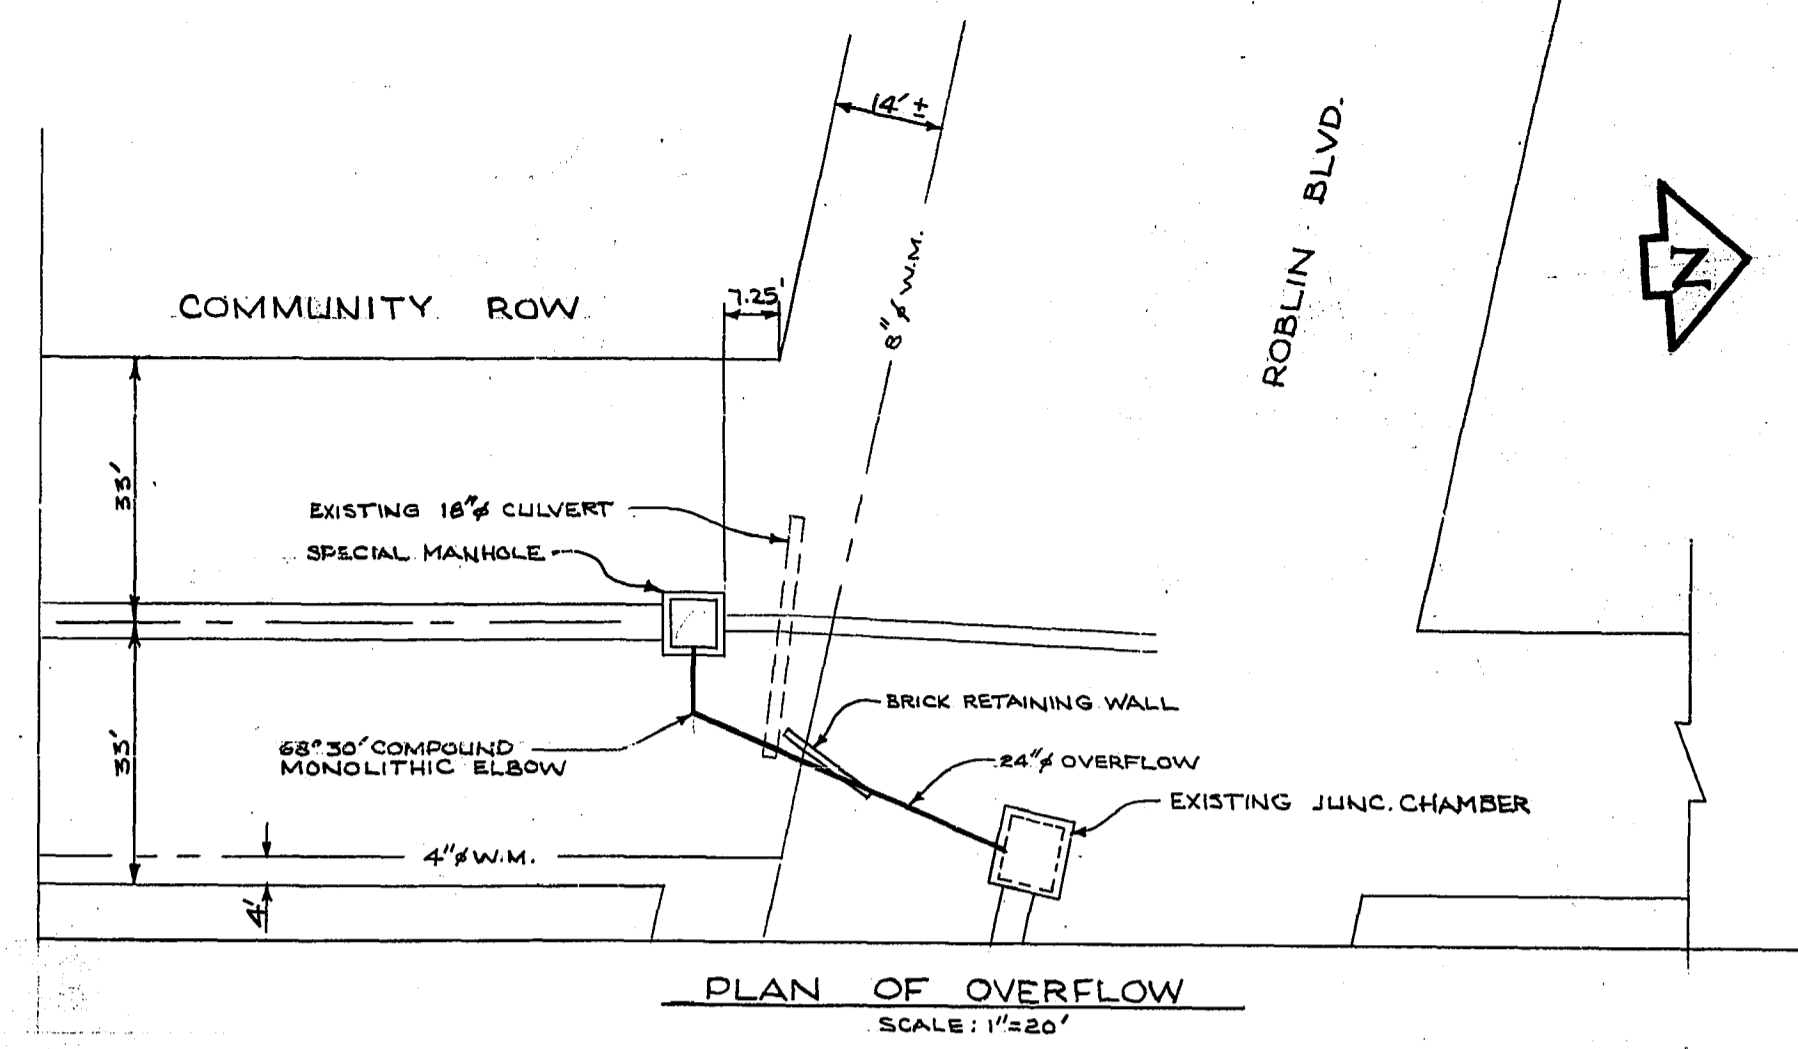 14' ±
ROBLIN BLVD.
8"ø W.M.
N
7.25'
COMMUNITY ROW
33'
EXISTING 18"ø CULVERT
SPECIAL MANHOLE
BRICK RETAINING WALL
33'
68°30' COMPOUND
MONOLITHIC ELBOW
24"ø OVERFLOW
EXISTING JUNC. CHAMBER
4"ø W.M.
4'
PLAN OF OVERFLOW
SCALE: 1"=20'